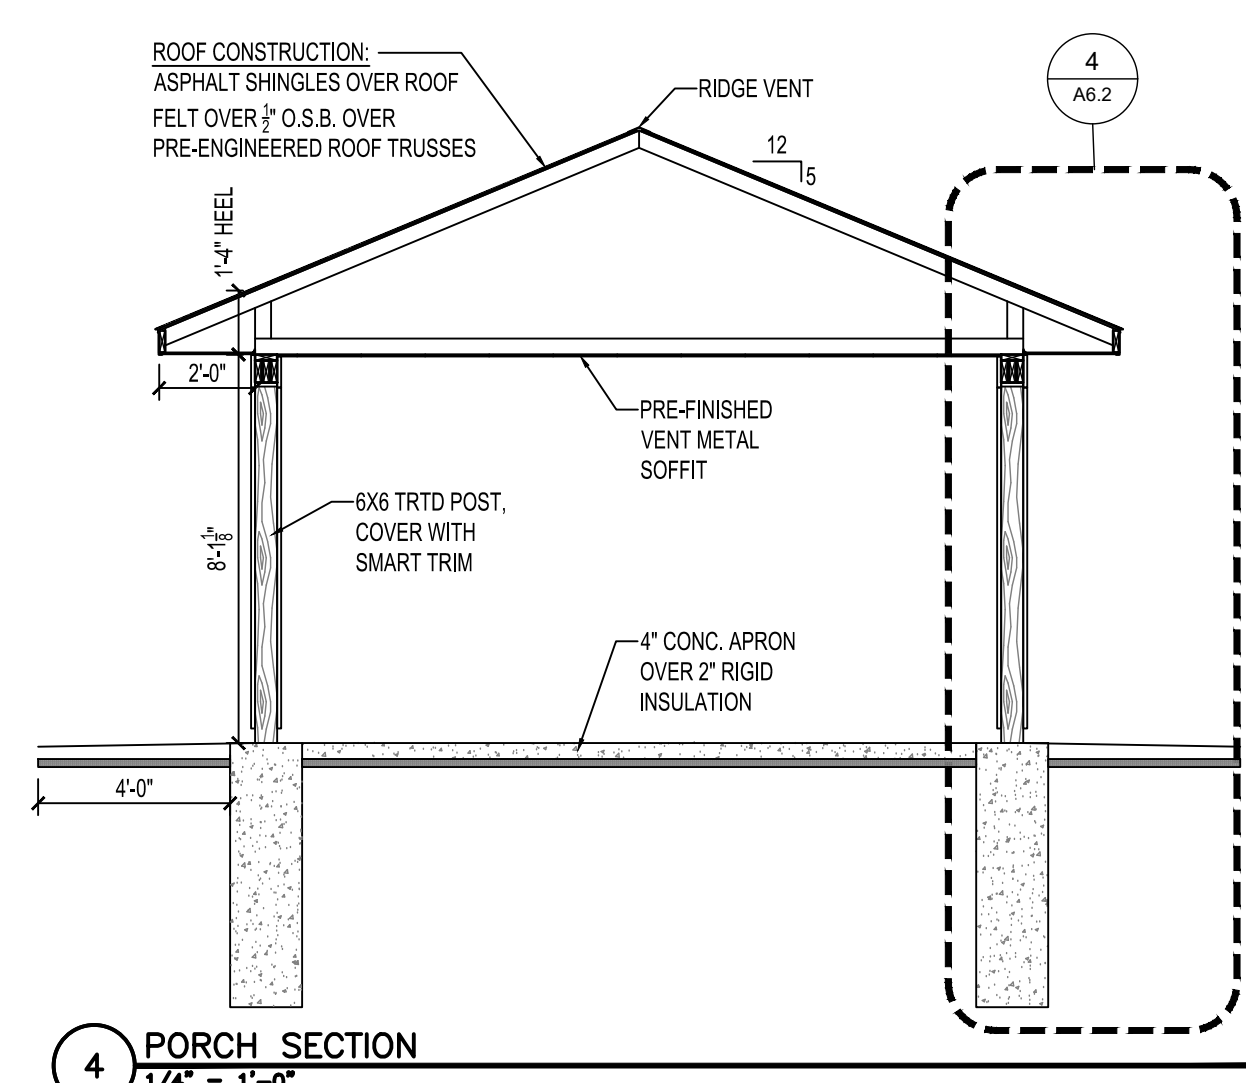 ROOF CONSTRUCTION:
ASPHALT SHINGLES OVER ROOF
FELT OVER 1/2" O.S.B. OVER
PRE-ENGINEERED ROOF TRUSSES
RIDGE VENT
4
A6.2
12
5
1'-4" HEEL
2'-0"
PRE-FINISHED
VENT METAL
SOFFIT
6X6 TRTD POST,
COVER WITH
SMART TRIM
8'-1 1/8"
4" CONC. APRON
OVER 2" RIGID
INSULATION
4'-0"
4
PORCH SECTION
1/4" = 1'-0"